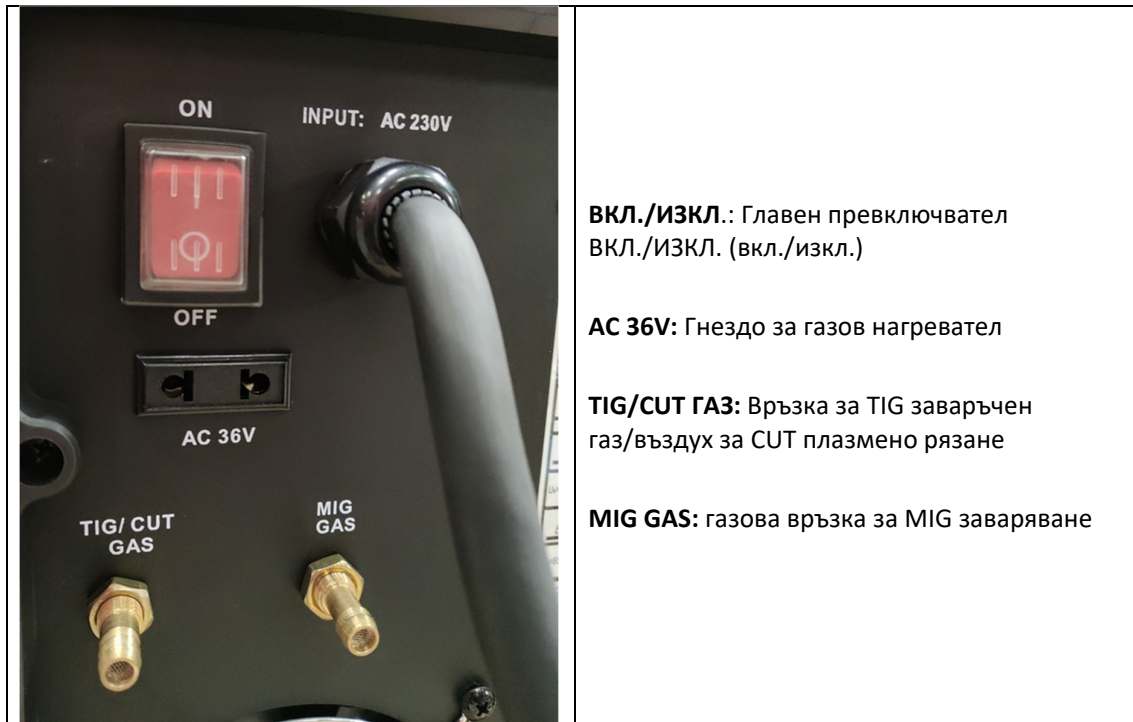 ON
INPUT: AC 230V
OFF
AC 36V
TIG/ CUT
GAS
MIG
GAS
ВКЛ./ИЗКЛ.: Главен превключвател
ВКЛ./ИЗКЛ. (вкл./изкл.)
AC 36V: Гнездо за газов нагревател
TIG/CUT ГАЗ: Връзка за TIG заваръчен
газ/въздух за CUT плазмено рязане
MIG GAS: газова връзка за MIG заваряване